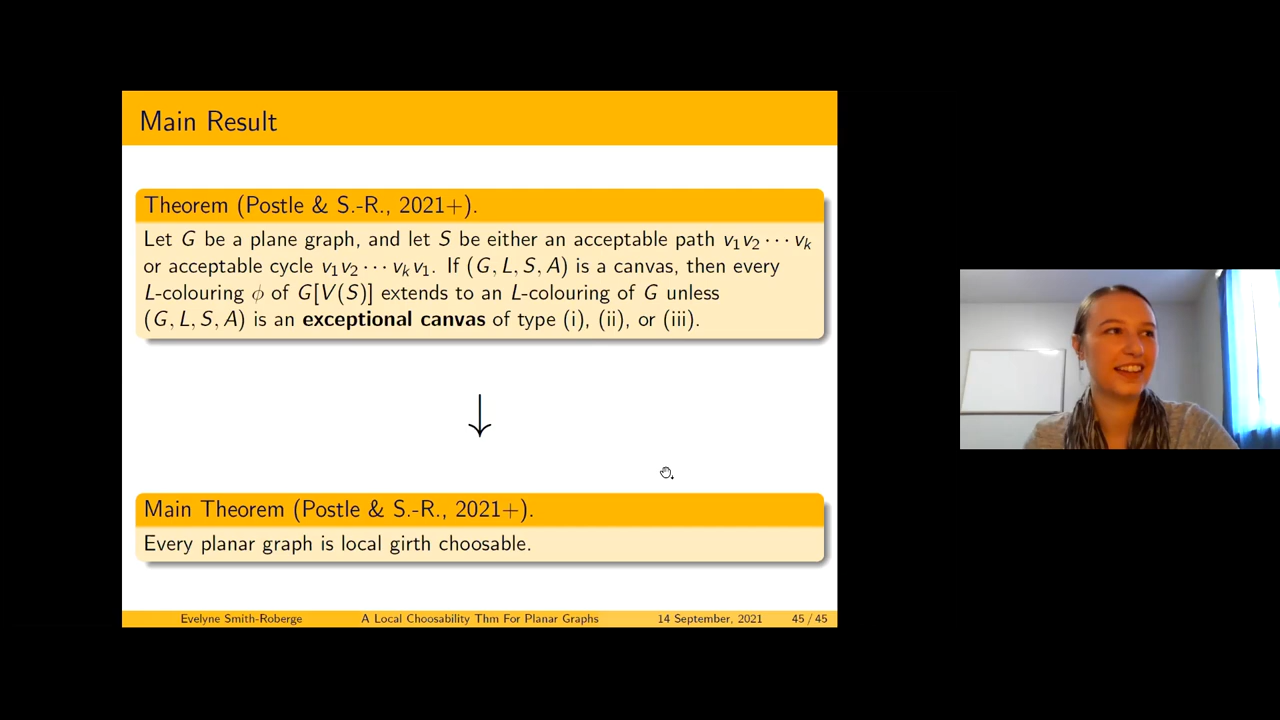 Main Result
Theorem (Postle & S.-R., 2021+).
Let G be a plane graph, and let S be either an acceptable path v₁v₂⋯vₖ
or acceptable cycle v₁v₂⋯vₖv₁. If (G, L, S, A) is a canvas, then every
L-colouring ϕ of G[V(S)] extends to an L-colouring of G unless
(G, L, S, A) is an exceptional canvas of type (i), (ii), or (iii).
↓
Main Theorem (Postle & S.-R., 2021+).
Every planar graph is local girth choosable.
Evelyne Smith-Roberge A Local Choosability Thm For Planar Graphs 14 September, 2021 45 / 45